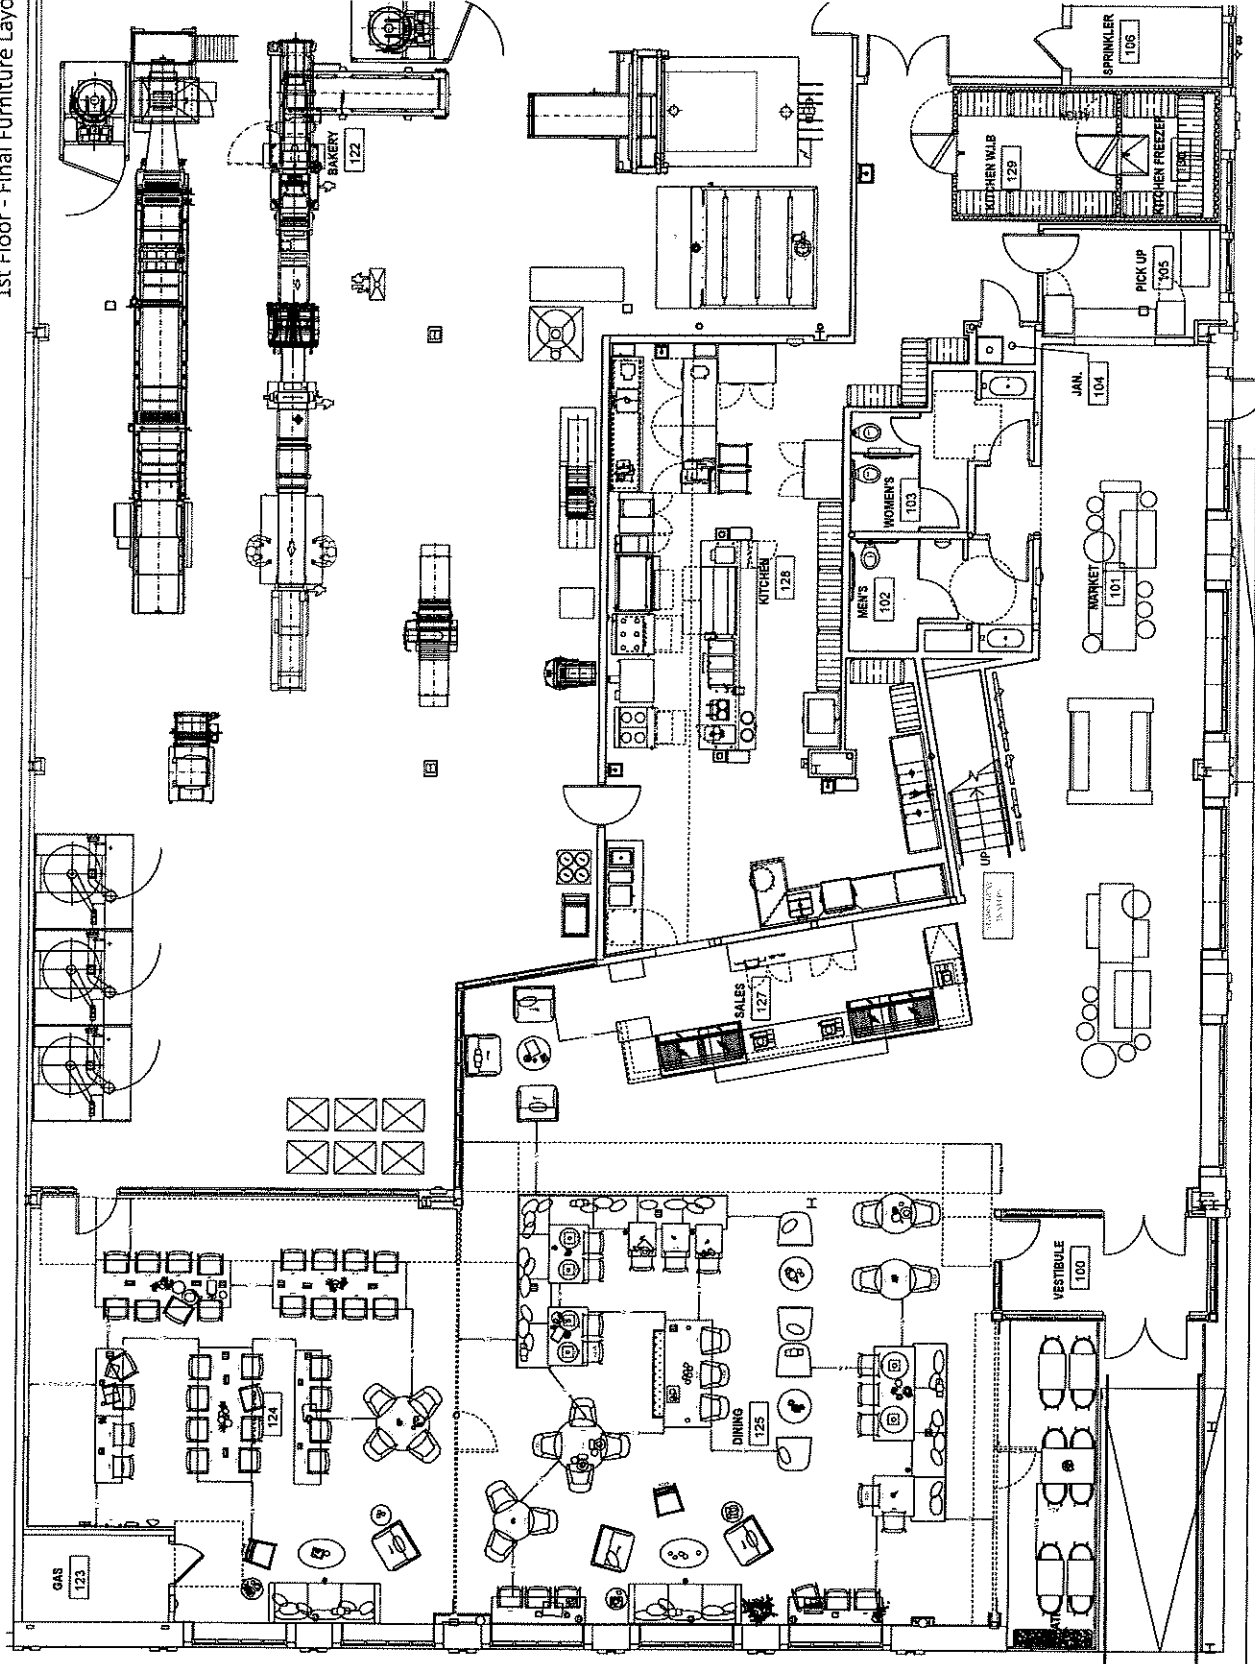 1st Floor - Final Furniture Layo
SPRINKLER
106
BAKERY
122
KITCHEN W.I.B
129
KITCHEN FREEZER
PICK UP
105
JAN.
104
WOMEN'S
103
MEN'S
102
MARKET
101
KITCHEN
128
UP
SALES
127
VESTIBULE
100
124
DINING
125
GAS
123